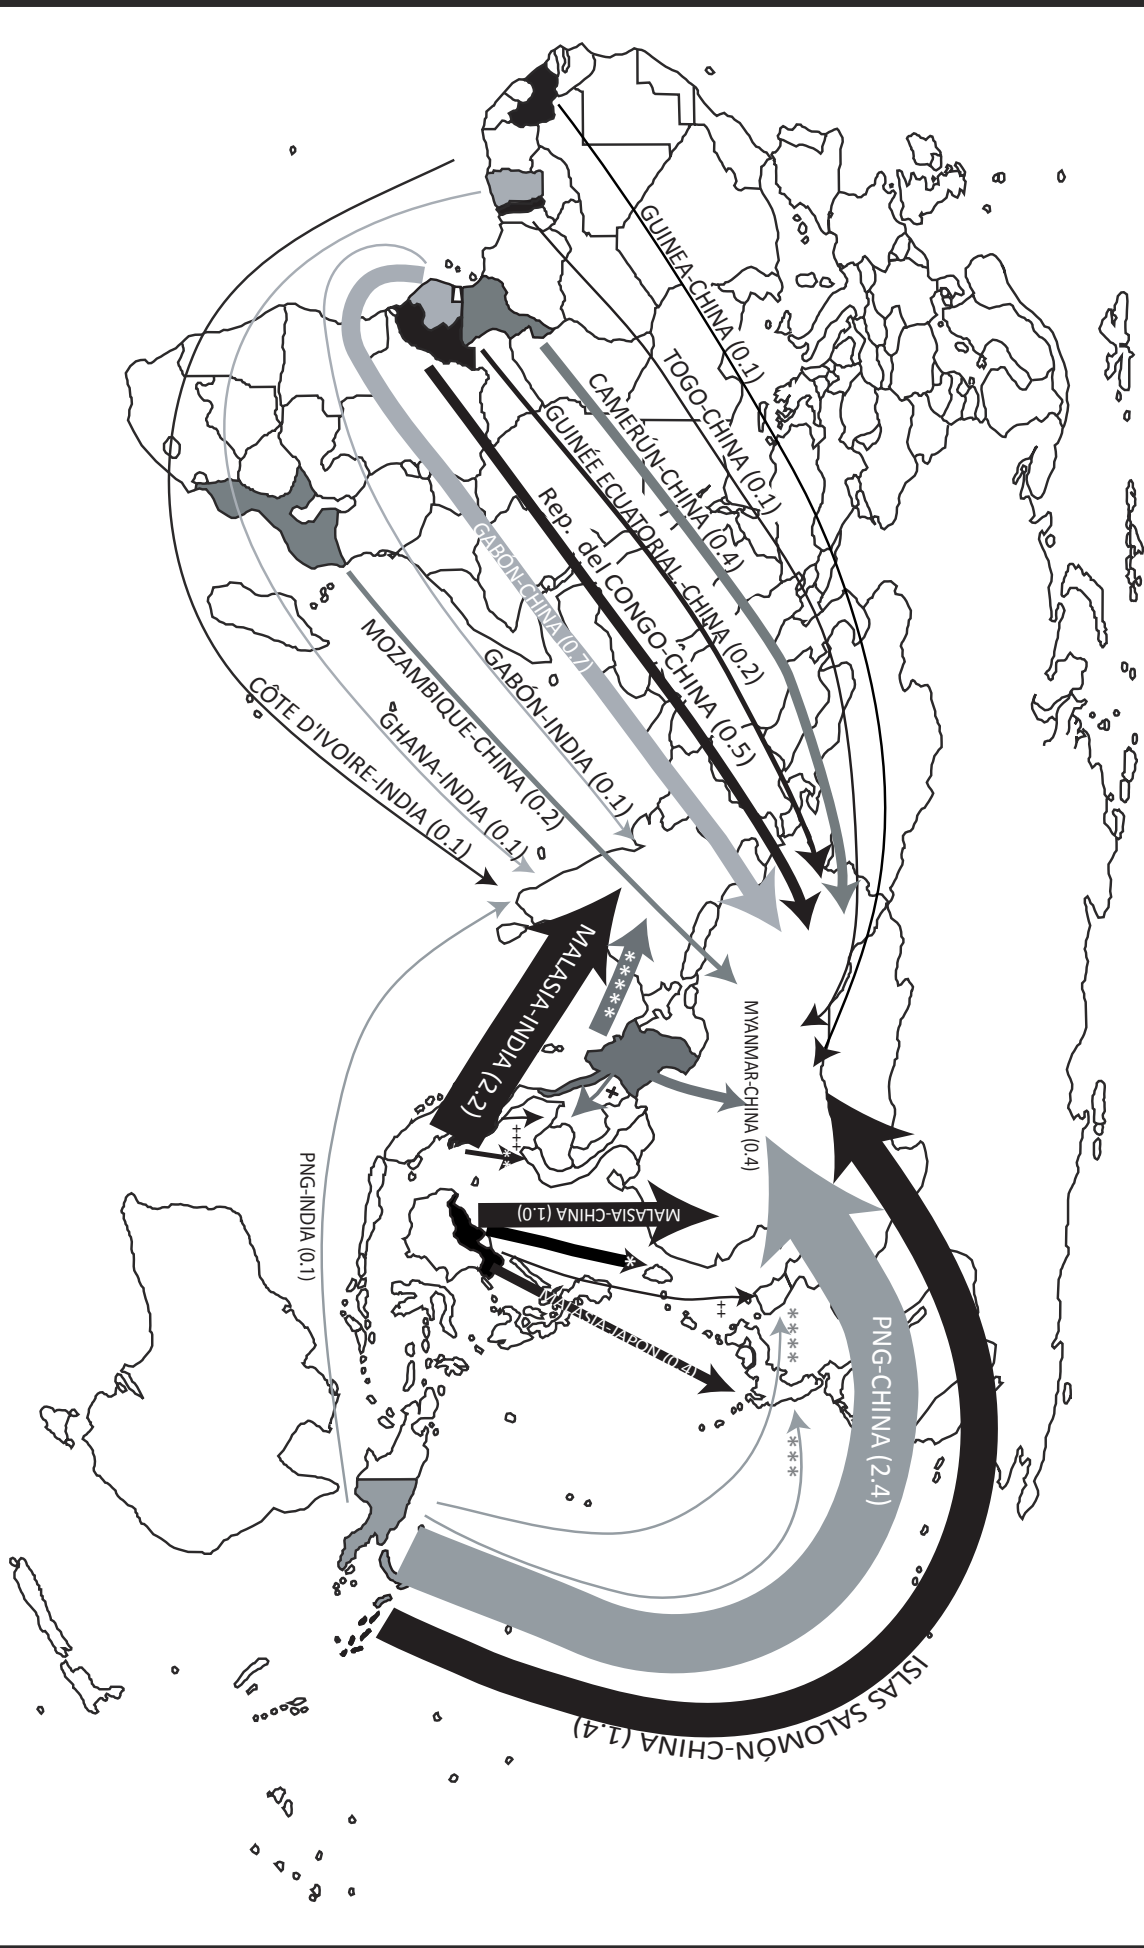 GUINEA-CHINA (0.1)
TOGO-CHINA (0.1)
CAMERÚN-CHINA (0.4)
GUINÉE ECUATORIAL-CHINA (0.2)
Rep. del CONGO-CHINA (0.5)
GABÓN-CHINA (0.7)
GABÓN-INDIA (0.1)
MOZAMBIQUE-CHINA (0.2)
GHANA-INDIA (0.1)
CÔTE D'IVOIRE-INDIA (0.1)
MALASIA-INDIA (2.2)
*****
MYANMAR-CHINA (0.4)
+
+++
**
MALASIA-CHINA (1.0)
*
++
MALASIA-JAPÓN (0.4)
****
***
PNG-INDIA (0.1)
PNG-CHINA (2.4)
ISLAS SALOMÓN-CHINA (1.4)